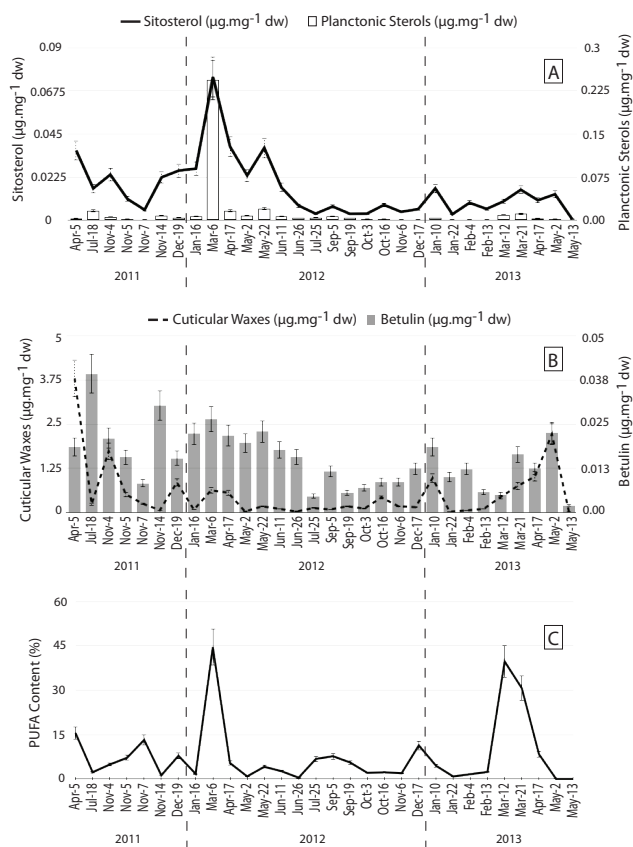 Sitosterol (µg.mg⁻¹ dw) Planctonic Sterols (µg.mg⁻¹ dw)
A
Sitosterol (µg.mg⁻¹ dw)
0.09
0.0675
0.045
0.0225
0
Planctonic Sterols (µg.mg⁻¹ dw)
0.3
0.225
0.15
0.075
0.00
Apr-5 Jul-18 Nov-4 Nov-5 Nov-7 Nov-14 Dec-19 Jan-16 Mar-6 Apr-17 May-2 May-22 Jun-11 Jun-26 Jul-25 Sep-5 Sep-19 Oct-3 Oct-16 Nov-6 Dec-17 Jan-10 Jan-22 Feb-4 Feb-13 Mar-12 Mar-21 Apr-17 May-2 May-13
2011 2012 2013
Cuticular Waxes (µg.mg⁻¹ dw) Betulin (µg.mg⁻¹ dw)
B
Cuticular Waxes (µg.mg⁻¹ dw)
5
3.75
2.5
1.25
0
Betulin (µg.mg⁻¹ dw)
0.05
0.038
0.026
0.013
0.00
Apr-5 Jul-18 Nov-4 Nov-5 Nov-7 Nov-14 Dec-19 Jan-16 Mar-6 Apr-17 May-2 May-22 Jun-11 Jun-26 Jul-25 Sep-5 Sep-19 Oct-3 Oct-16 Nov-6 Dec-17 Jan-10 Jan-22 Feb-4 Feb-13 Mar-12 Mar-21 Apr-17 May-2 May-13
2011 2012 2013
C
PUFA Content (%)
60
45
30
15
0
Apr-5 Jul-18 Nov-4 Nov-5 Nov-7 Nov-14 Dec-19 Jan-16 Mar-6 Apr-17 May-2 May-22 Jun-11 Jun-26 Jul-25 Sep-5 Sep-19 Oct-3 Oct-16 Nov-6 Dec-17 Jan-10 Jan-22 Feb-4 Feb-13 Mar-12 Mar-21 Apr-17 May-2 May-13
2011 2012 2013